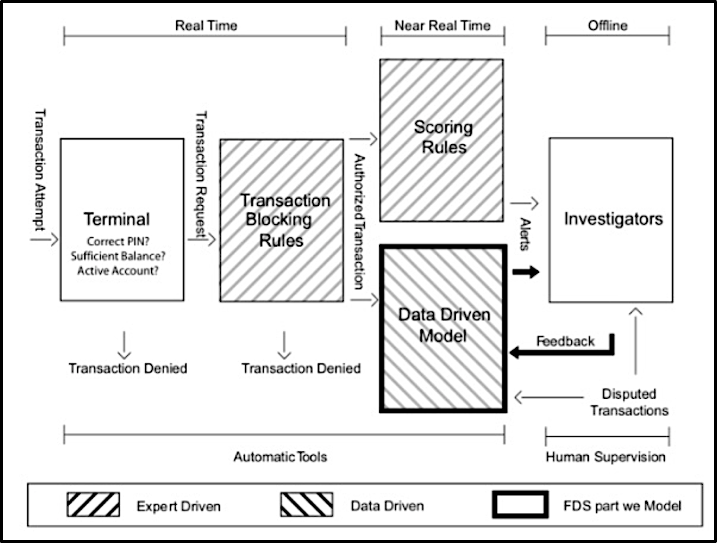 Real Time
Near Real Time
Offline
Transaction Attempt
Terminal
Correct PIN?
Sufficient Balance?
Active Account?
Transaction Request
Transaction
Blocking
Rules
Authorized Transaction
Scoring
Rules
Data Driven
Model
Alerts
Investigators
Feedback
Transaction Denied
Transaction Denied
Disputed
Transactions
Automatic Tools
Human Supervision
Expert Driven
Data Driven
FDS part we Model